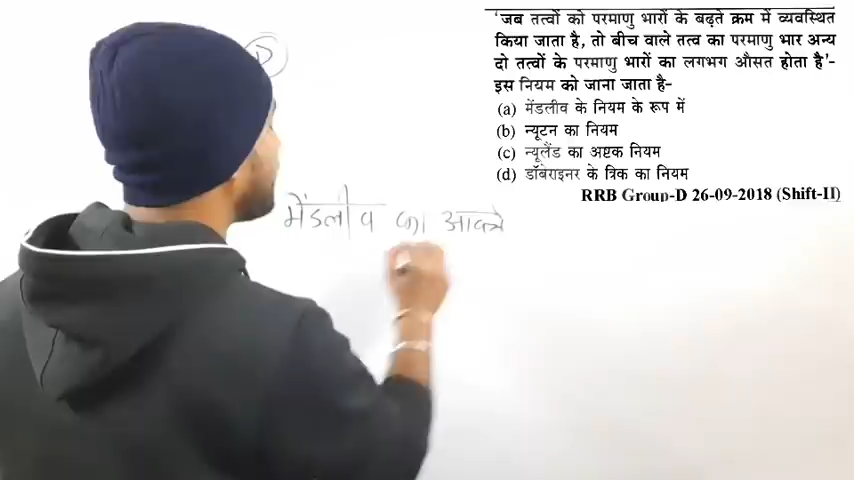 'जब तत्वों को परमाणु भारों के बढ़ते क्रम में व्यवस्थित
किया जाता है, तो बीच वाले तत्व का परमाणु भार अन्य
दो तत्वों के परमाणु भारों का लगभग औसत होता है'-
इस नियम को जाना जाता है-
(a) मेंडलीव के नियम के रूप में
(b) न्यूटन का नियम
(c) न्यूलैंड का अष्टक नियम
(d) डॉबेराइनर के त्रिक का नियम
RRB Group-D 26-09-2018 (Shift-II)
D
मेंडलीव का